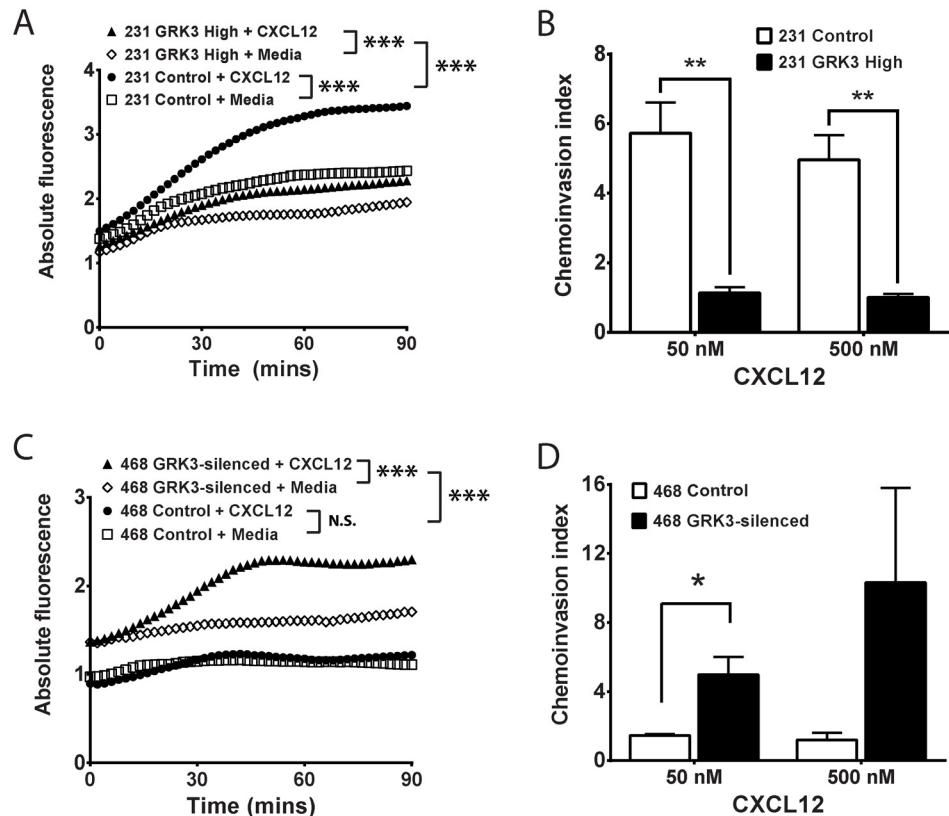 A
▲ 231 GRK3 High + CXCL12
◇ 231 GRK3 High + Media
● 231 Control + CXCL12
□ 231 Control + Media
***
***
***
Absolute fluorescence
4
3
2
1
0
0 30 60 90
Time (mins)
B
231 Control
231 GRK3 High
**
**
Chemoinvasion index
8
6
4
2
0
50 nM 500 nM
CXCL12
C
▲ 468 GRK3-silenced + CXCL12
◇ 468 GRK3-silenced + Media
● 468 Control + CXCL12
□ 468 Control + Media
***
***
N.S.
Absolute fluorescence
3
2
1
0
0 30 60 90
Time (mins)
D
468 Control
468 GRK3-silenced
*
Chemoinvasion index
16
12
8
4
0
50 nM 500 nM
CXCL12